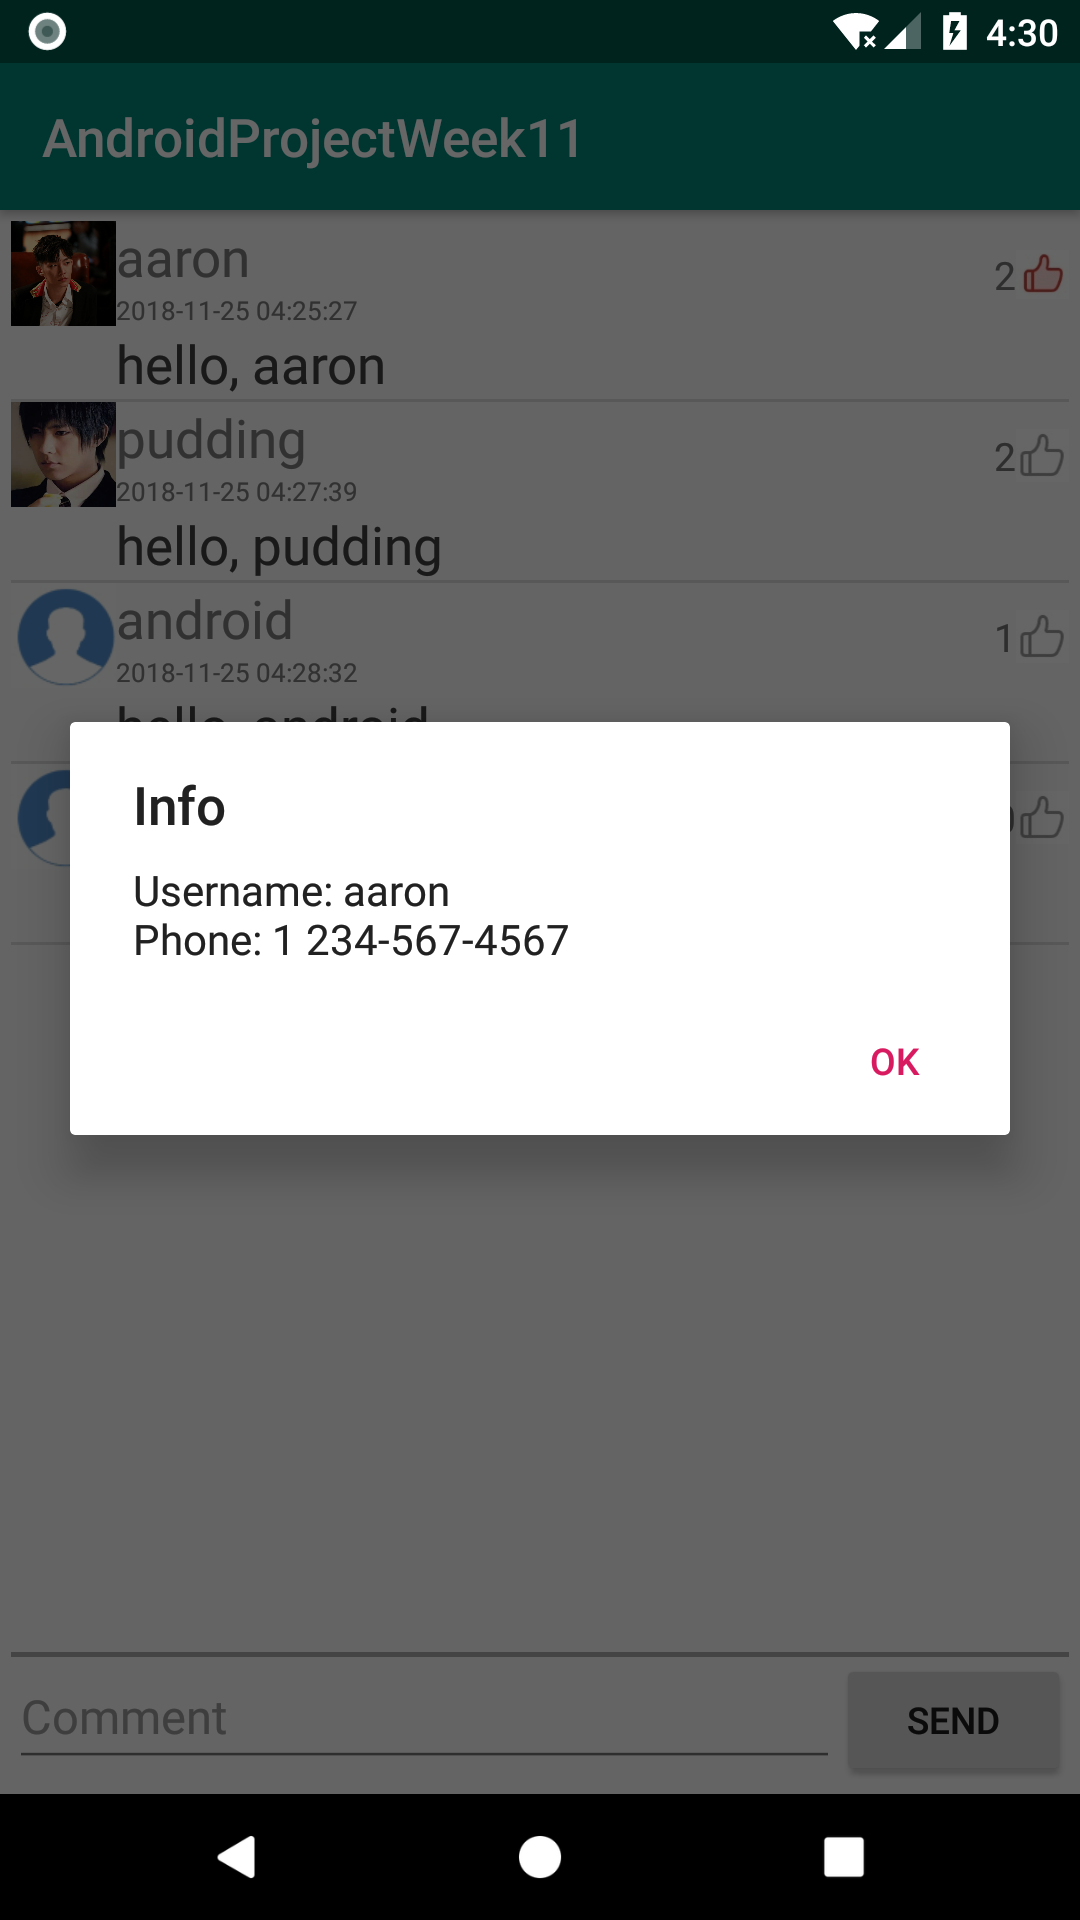 4:30
AndroidProjectWeek11
aaron
2
2018-11-25 04:25:27
hello, aaron
pudding
2
2018-11-25 04:27:39
hello, pudding
android
1
2018-11-25 04:28:32
hello, android
Info
Username: aaron
Phone: 1 234-567-4567
OK
Comment
SEND